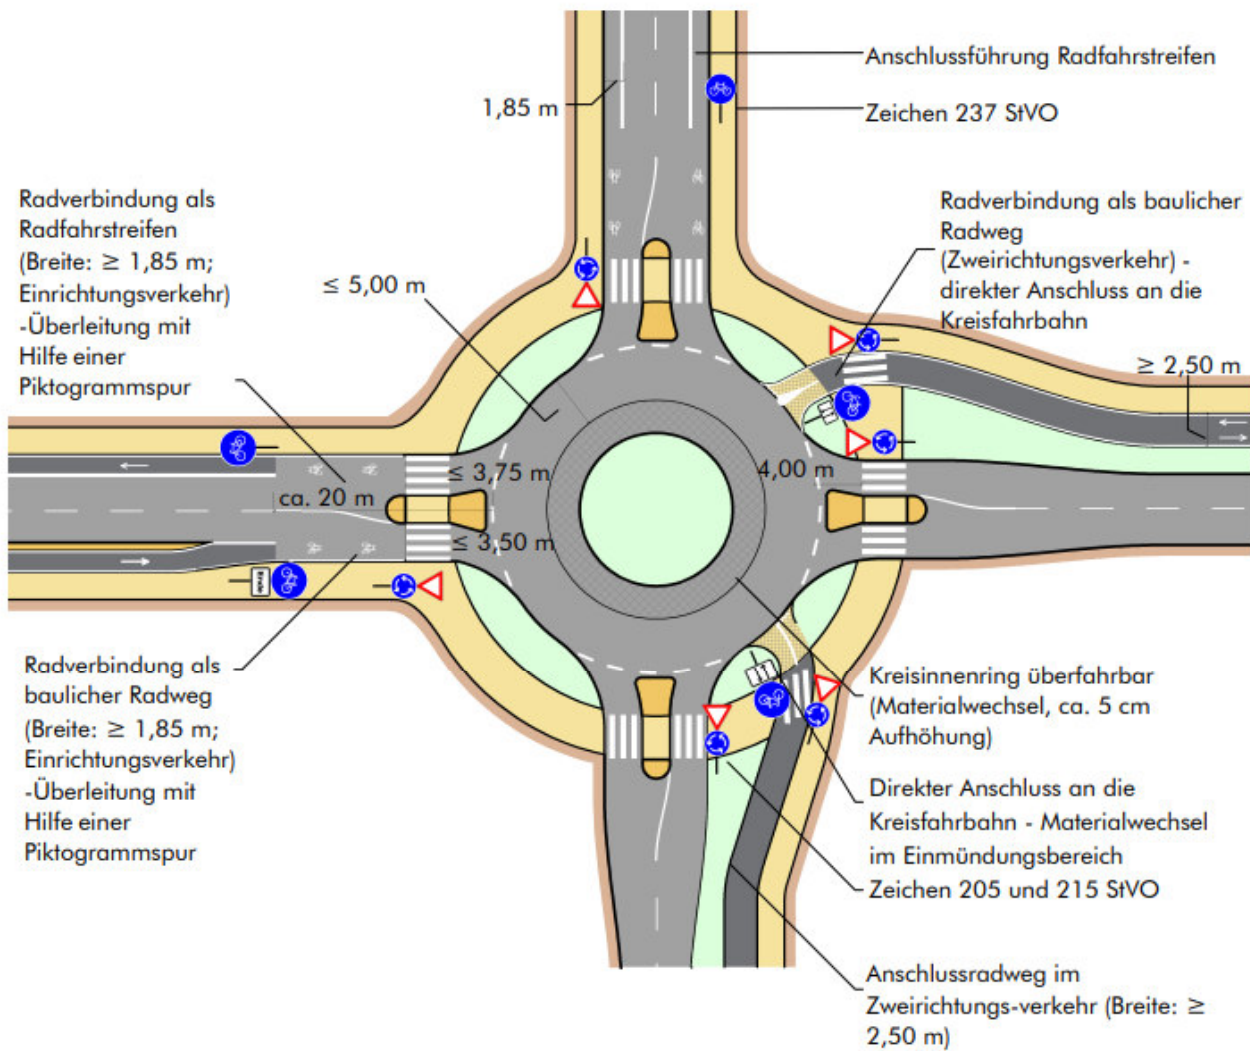 Anschlussführung Radfahrstreifen
1,85 m
Zeichen 237 StVO
Radverbindung als
Radfahrstreifen
(Breite: ≥ 1,85 m;
Einrichtungsverkehr)
-Überleitung mit
Hilfe einer
Piktogrammspur
≤ 5,00 m
Radverbindung als baulicher
Radweg
(Zweirichtungsverkehr) -
direkter Anschluss an die
Kreisfahrbahn
≥ 2,50 m
≤ 3,75 m
4,00 m
ca. 20 m
≤ 3,50 m
Ende
Radverbindung als
baulicher Radweg
(Breite: ≥ 1,85 m;
Einrichtungsverkehr)
-Überleitung mit
Hilfe einer
Piktogrammspur
Kreisinnenring überfahrbar
(Materialwechsel, ca. 5 cm
Aufhöhung)
Direkter Anschluss an die
Kreisfahrbahn - Materialwechsel
im Einmündungsbereich
Zeichen 205 und 215 StVO
Anschlussradweg im
Zweirichtungs-verkehr (Breite: ≥
2,50 m)